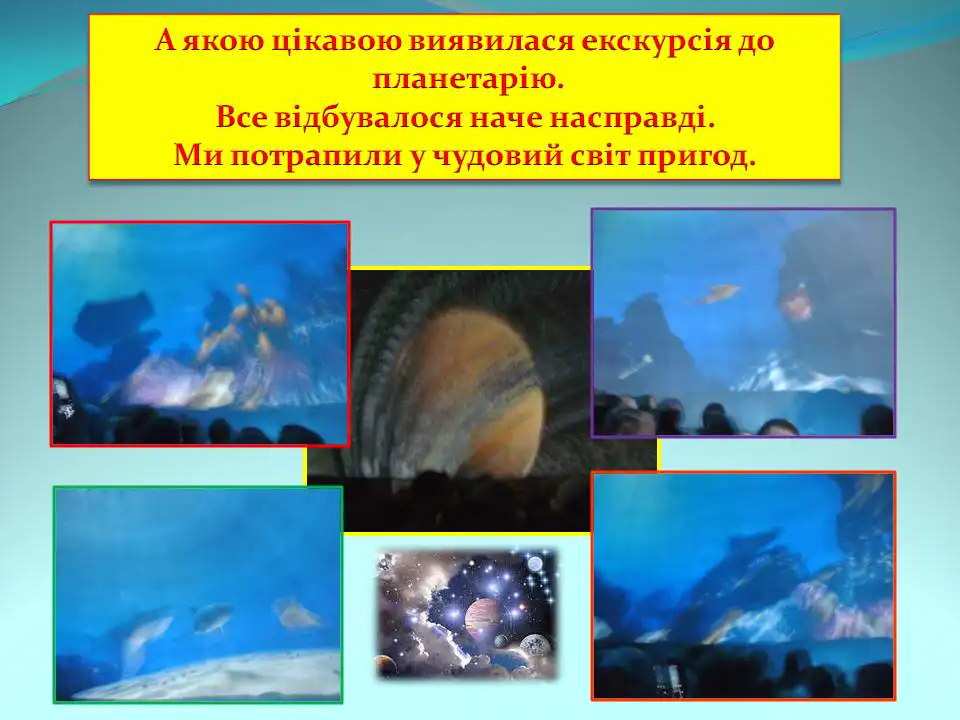 А якою цікавою виявилася екскурсія до
планетарію.
Все відбувалося наче насправді.
Ми потрапили у чудовий світ пригод.